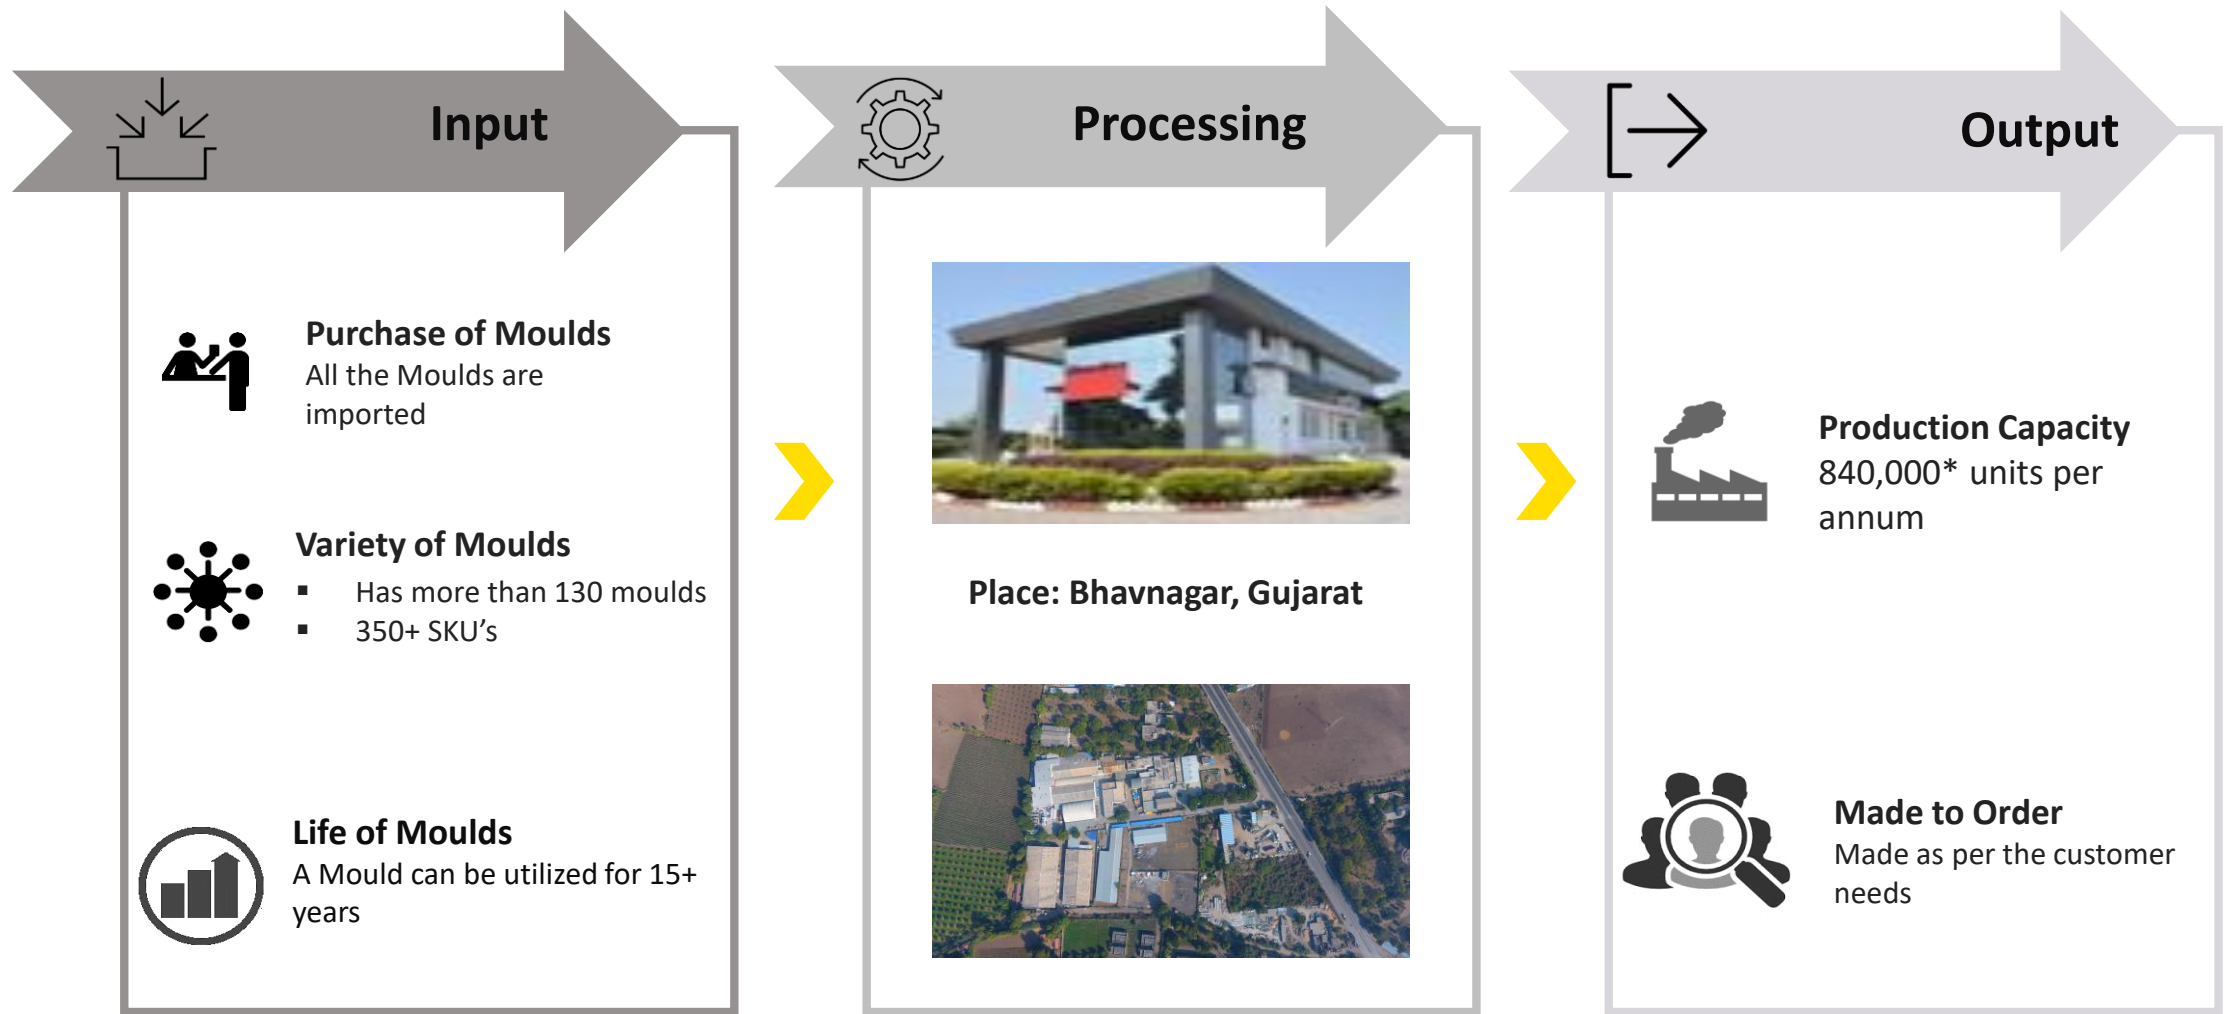 Input
Purchase of Moulds
All the Moulds are
imported
Variety of Moulds
▪ Has more than 130 moulds
▪ 350+ SKU’s
Life of Moulds
A Mould can be utilized for 15+
years
Processing
Place: Bhavnagar, Gujarat
Output
Production Capacity
840,000* units per
annum
Made to Order
Made as per the customer
needs